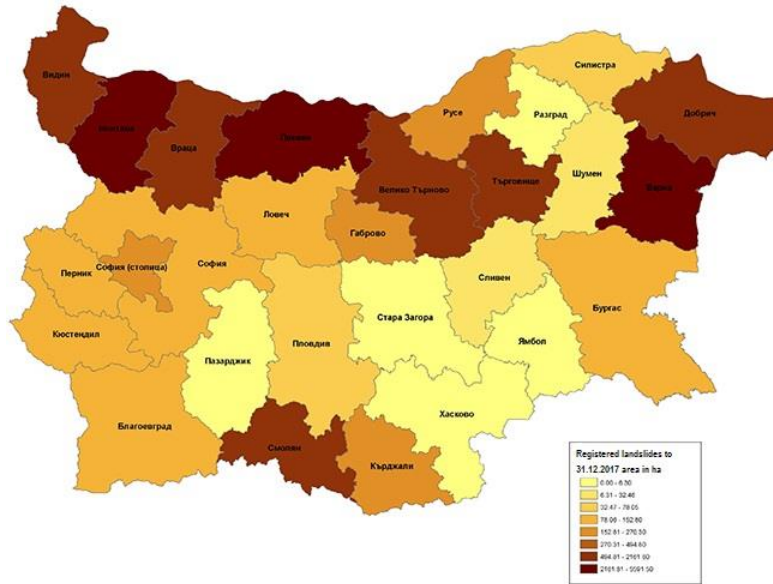 Видин
Монтана
Враца
Плевен
Русе
Силистра
Разград
Добрич
Велико Търново
Търговище
Шумен
Варна
Ловеч
Габрово
София (столица)
София
Перник
Кюстендил
Сливен
Бургас
Стара Загора
Ямбол
Пазарджик
Пловдив
Хасково
Благоевград
Смолян
Кърджали
Registered landslides to
31.12.2017 area in ha
0.00 - 6.30
6.31 - 32.46
32.47 - 78.05
78.06 - 152.80
152.81 - 270.30
270.31 - 494.60
494.61 - 2161.80
2161.81 - 5591.50